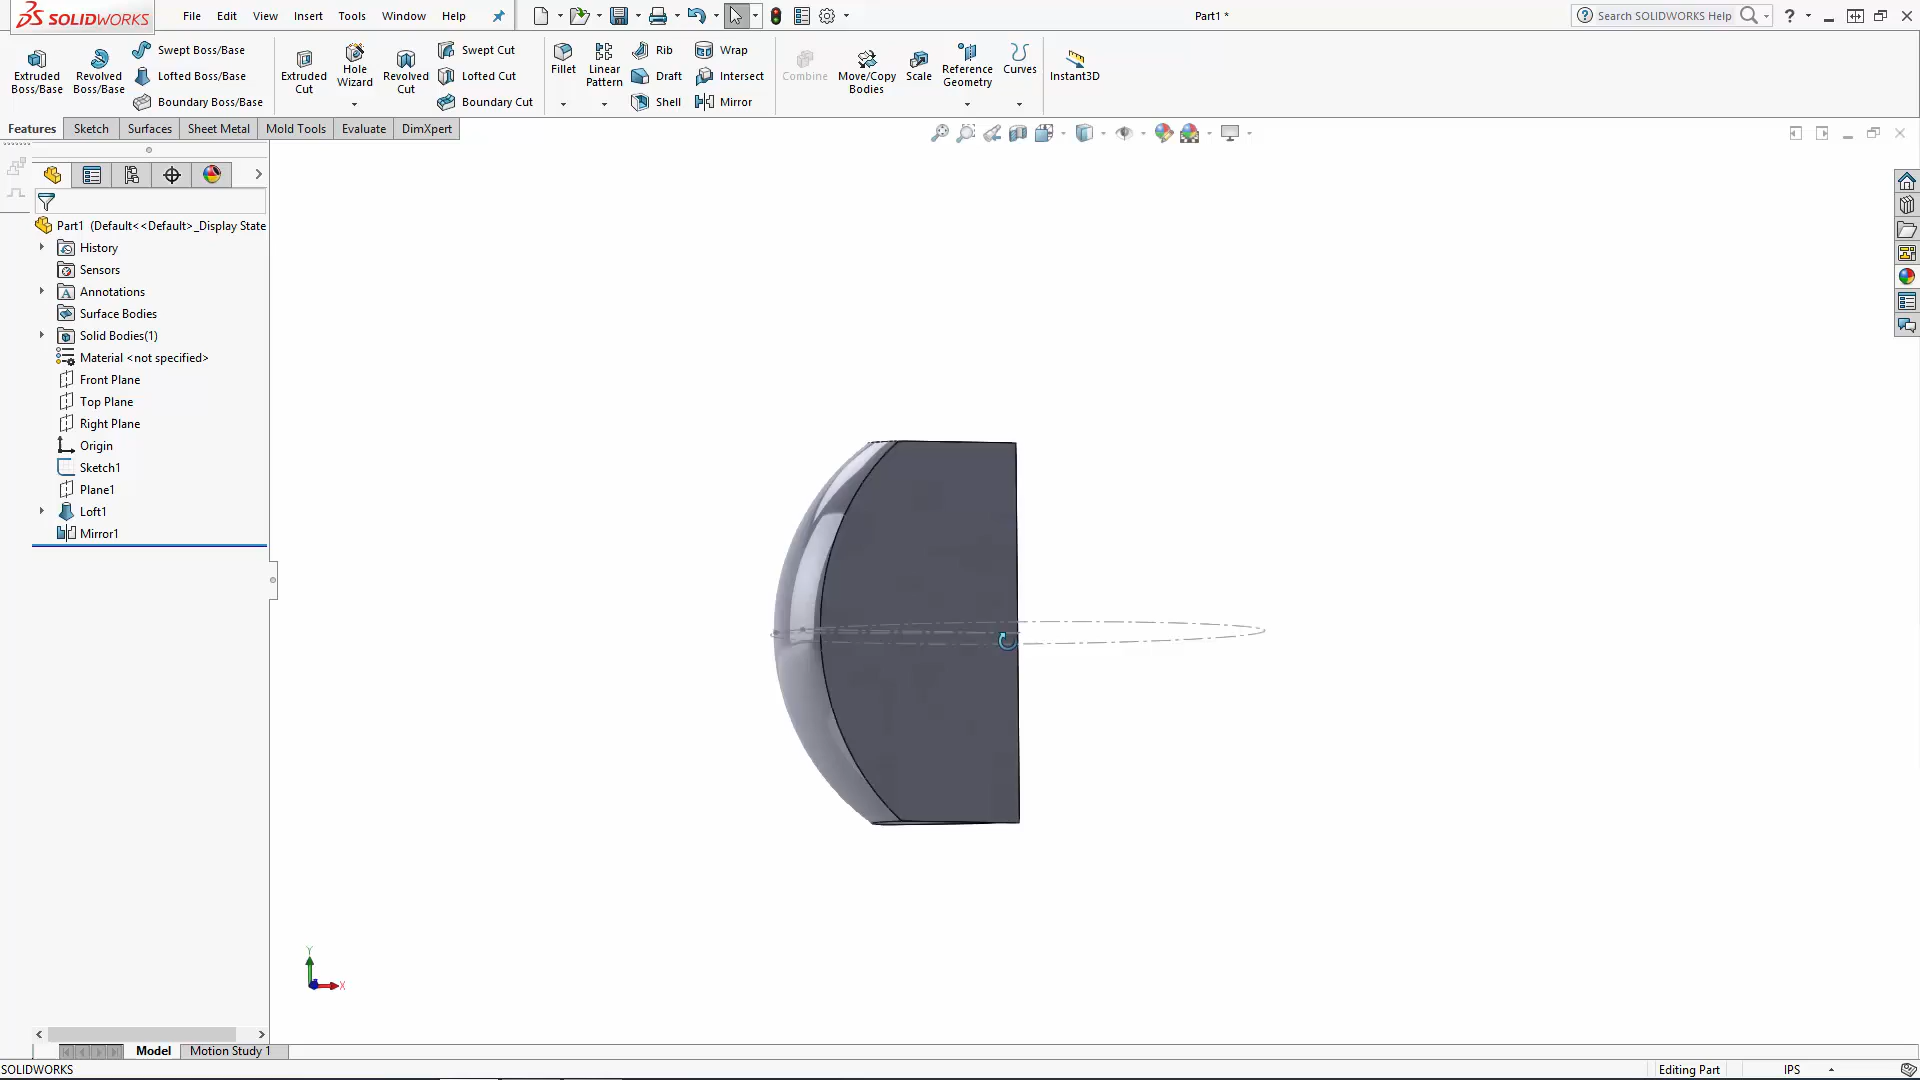 SOLIDWORKS
File Edit View Insert Tools Window Help
Part1 *
Search SOLIDWORKS Help
Extruded Boss/Base
Revolved Boss/Base
Swept Boss/Base
Lofted Boss/Base
Boundary Boss/Base
Extruded Cut
Hole Wizard
Revolved Cut
Swept Cut
Lofted Cut
Boundary Cut
Fillet
Linear Pattern
Rib
Draft
Shell
Wrap
Intersect
Mirror
Combine
Move/Copy Bodies
Scale
Reference Geometry
Curves
Instant3D
Features Sketch Surfaces Sheet Metal Mold Tools Evaluate DimXpert
Part1 (Default<<Default>_Display State
History
Sensors
Annotations
Surface Bodies
Solid Bodies(1)
Material <not specified>
Front Plane
Top Plane
Right Plane
Origin
Sketch1
Plane1
Loft1
Mirror1
Y
X
Model Motion Study 1
SOLIDWORKS
Editing Part
IPS